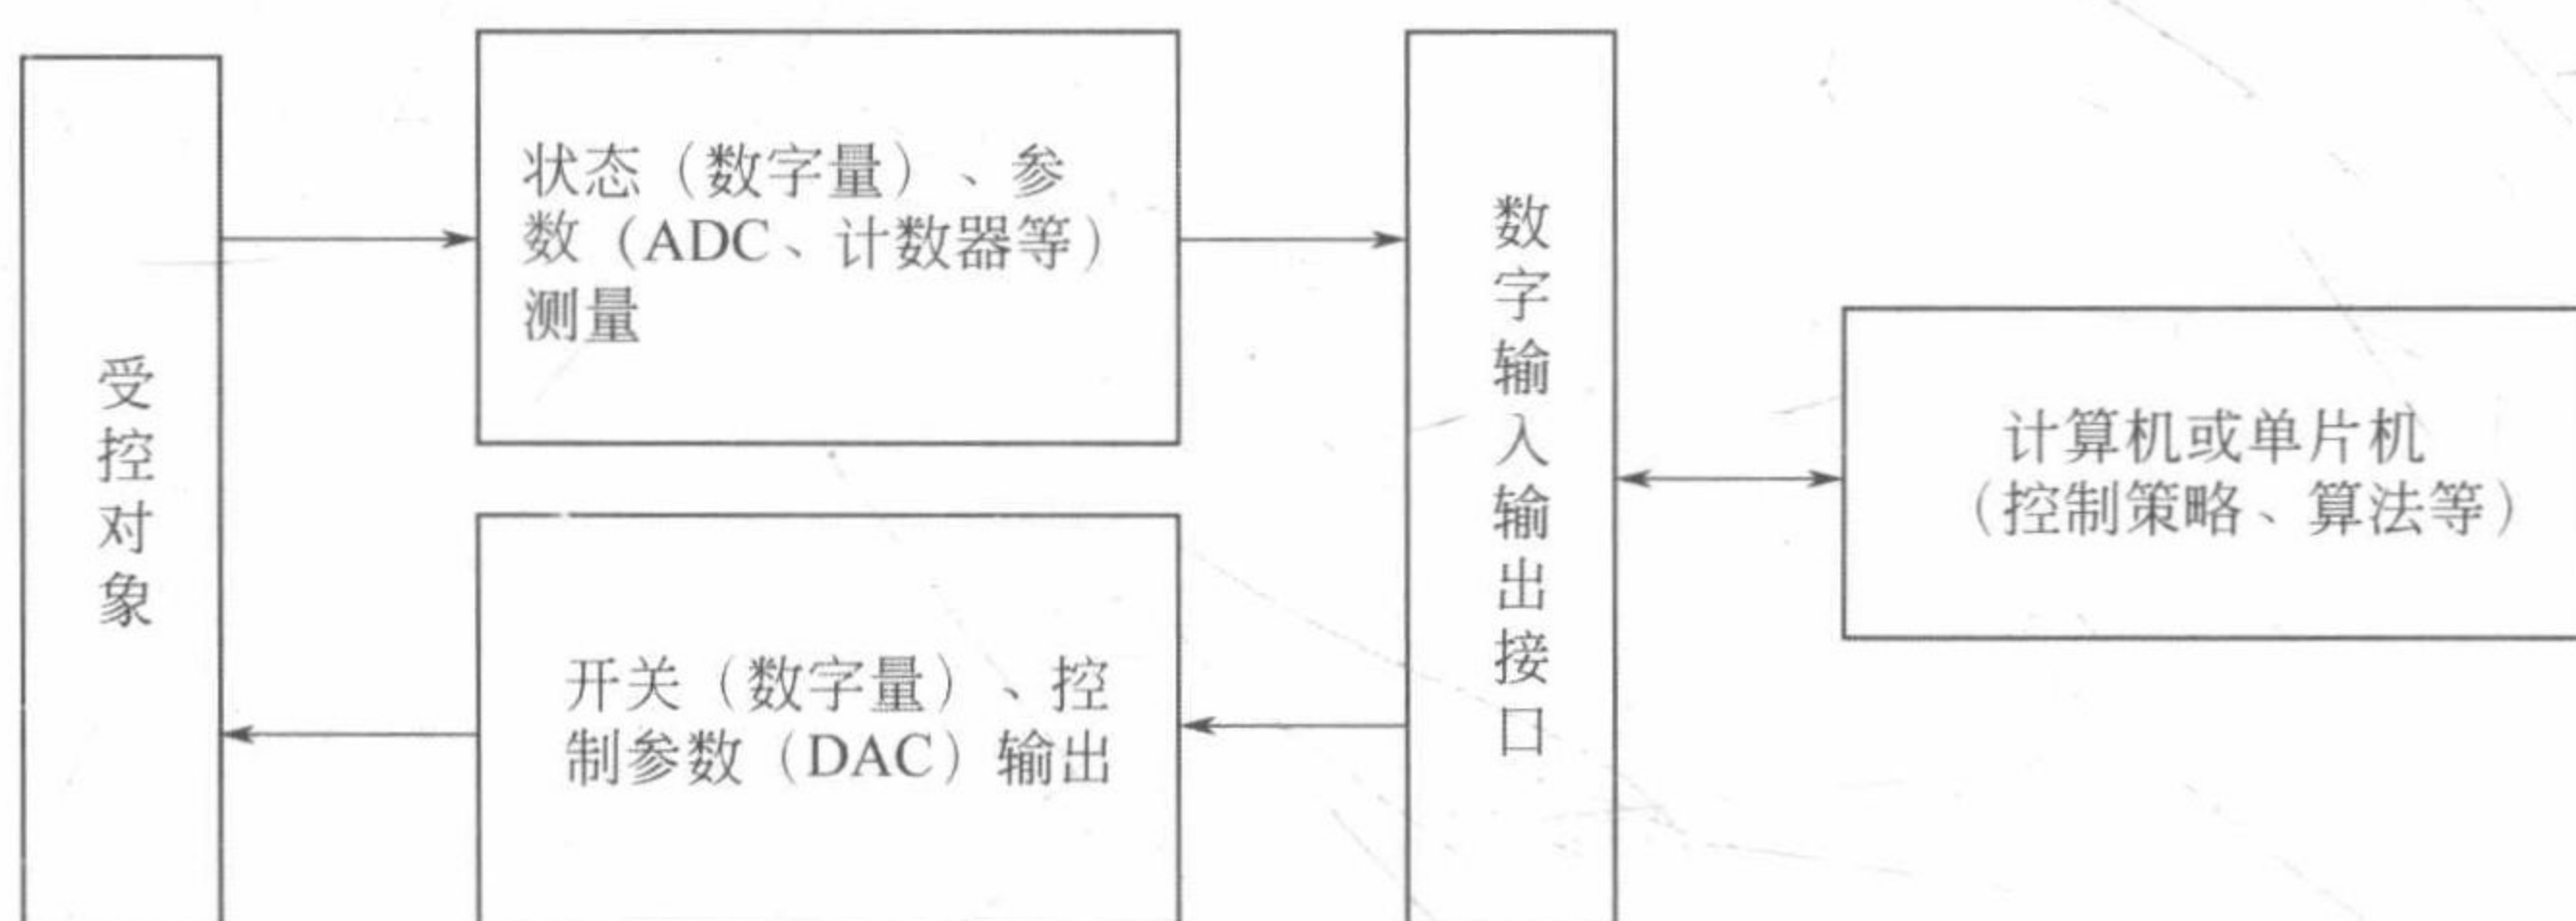 受控对象
状态（数字量）、参
数（ADC、计数器等）
测量
开关（数字量）、控
制参数（DAC）输出
数字输入输出接口
计算机或单片机
（控制策略、算法等）